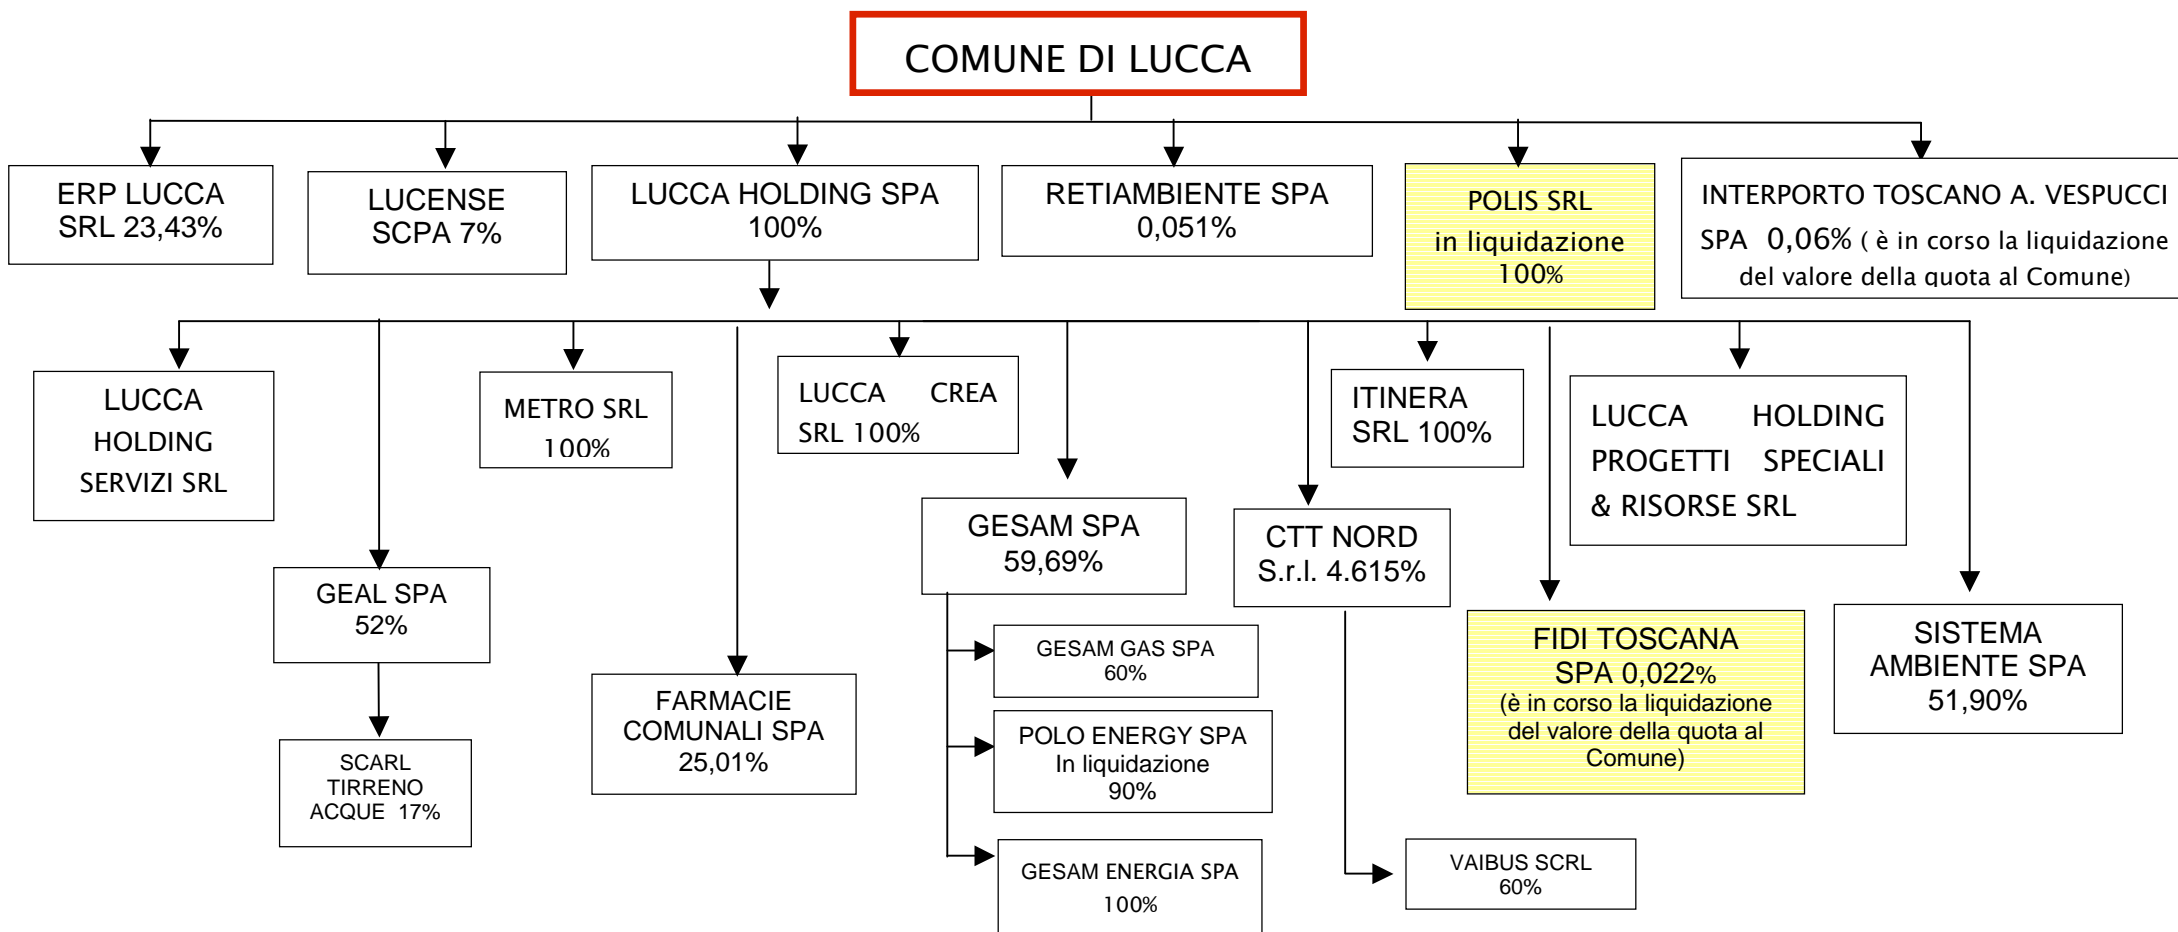 COMUNE DI LUCCA
ERP LUCCA
SRL 23,43%
LUCENSE
SCPA 7%
LUCCA HOLDING SPA
100%
RETIAMBIENTE SPA
0,051%
POLIS SRL
in liquidazione
100%
INTERPORTO TOSCANO A. VESPUCCI
SPA 0,06% ( è in corso la liquidazione
del valore della quota al Comune)
LUCCA
HOLDING
SERVIZI SRL
METRO SRL
100%
LUCCA CREA
SRL 100%
ITINERA
SRL 100%
LUCCA HOLDING
PROGETTI SPECIALI
& RISORSE SRL
GESAM SPA
59,69%
CTT NORD
S.r.l. 4.615%
GEAL SPA
52%
FARMACIE
COMUNALI SPA
25,01%
GESAM GAS SPA
60%
FIDI TOSCANA
SPA 0,022%
(è in corso la liquidazione
del valore della quota al
Comune)
SISTEMA
AMBIENTE SPA
51,90%
SCARL
TIRRENO
ACQUE 17%
POLO ENERGY SPA
In liquidazione
90%
GESAM ENERGIA SPA
100%
VAIBUS SCRL
60%